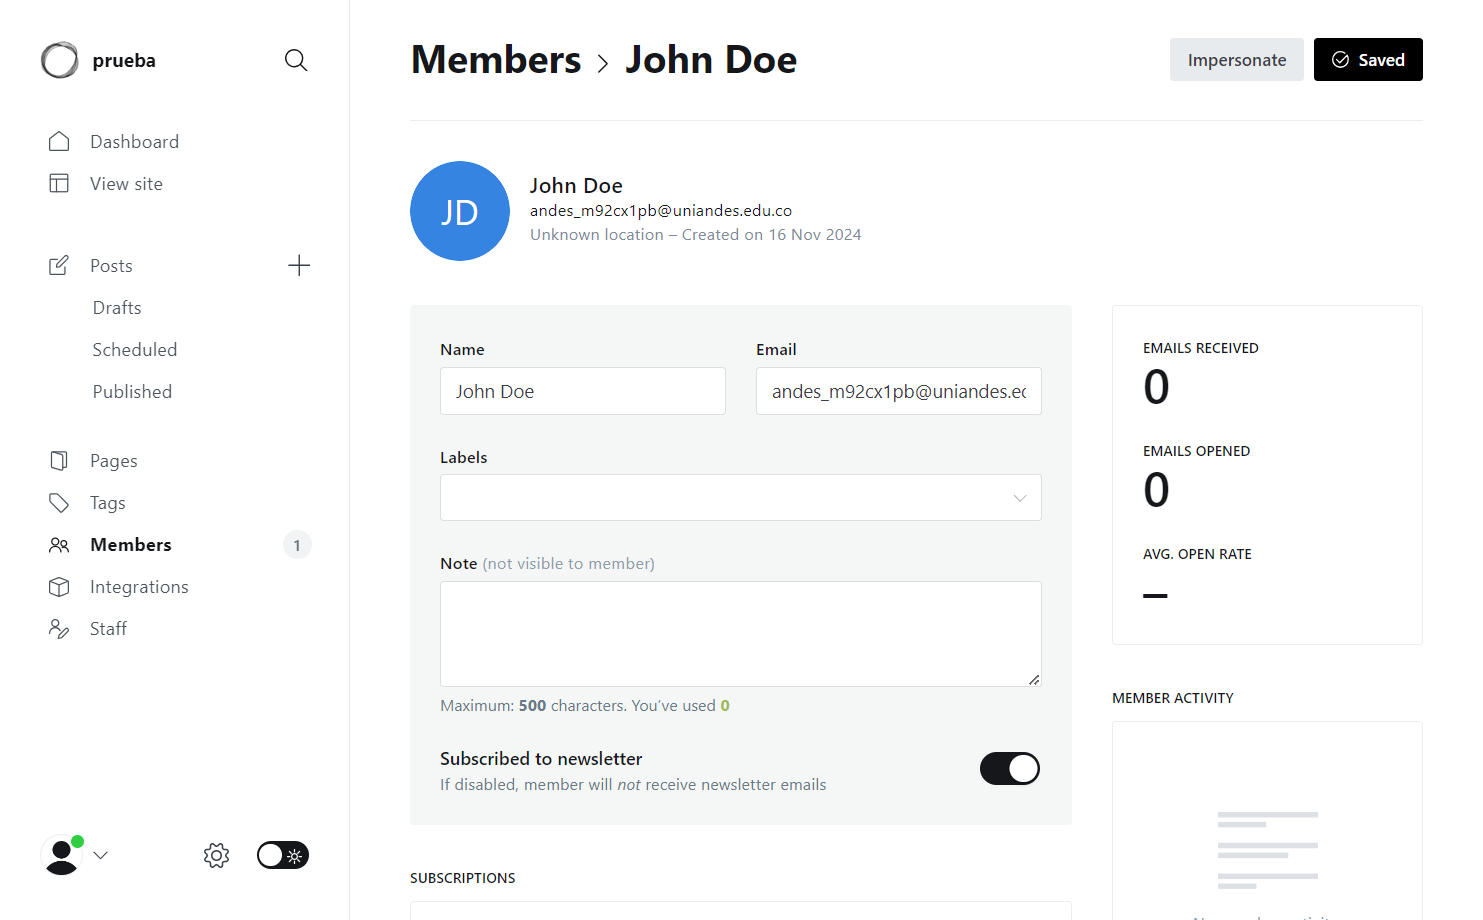 prueba
Dashboard
View site
Posts
Drafts
Scheduled
Published
Pages
Tags
Members
1
Integrations
Staff
Members › John Doe
Impersonate
Saved
JD
John Doe
andes_m92cx1pb@uniandes.edu.co
Unknown location – Created on 16 Nov 2024
Name
John Doe
Email
andes_m92cx1pb@uniandes.ed
Labels
Note (not visible to member)
Maximum: 500 characters. You’ve used 0
Subscribed to newsletter
If disabled, member will not receive newsletter emails
SUBSCRIPTIONS
EMAILS RECEIVED
0
EMAILS OPENED
0
AVG. OPEN RATE
–
MEMBER ACTIVITY